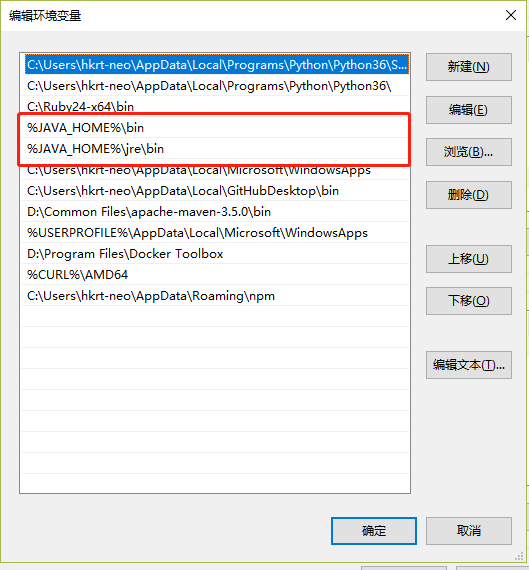 编辑环境变量
C:\Users\hkrt-neo\AppData\Local\Programs\Python\Python36\S...
C:\Users\hkrt-neo\AppData\Local\Programs\Python\Python36\
C:\Ruby24-x64\bin
%JAVA_HOME%\bin
%JAVA_HOME%\jre\bin
C:\Users\hkrt-neo\AppData\Local\Microsoft\WindowsApps
C:\Users\hkrt-neo\AppData\Local\GitHubDesktop\bin
D:\Common Files\apache-maven-3.5.0\bin
%USERPROFILE%\AppData\Local\Microsoft\WindowsApps
D:\Program Files\Docker Toolbox
%CURL%\AMD64
C:\Users\hkrt-neo\AppData\Roaming\npm
新建(N)
编辑(E)
浏览(B)...
删除(D)
上移(U)
下移(O)
编辑文本(T)...
确定
取消